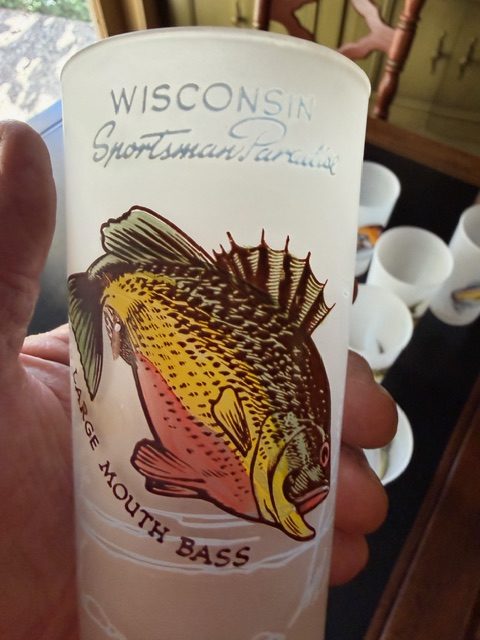 WISCONSIN
Sportsman Paradise
LARGE MOUTH BASS